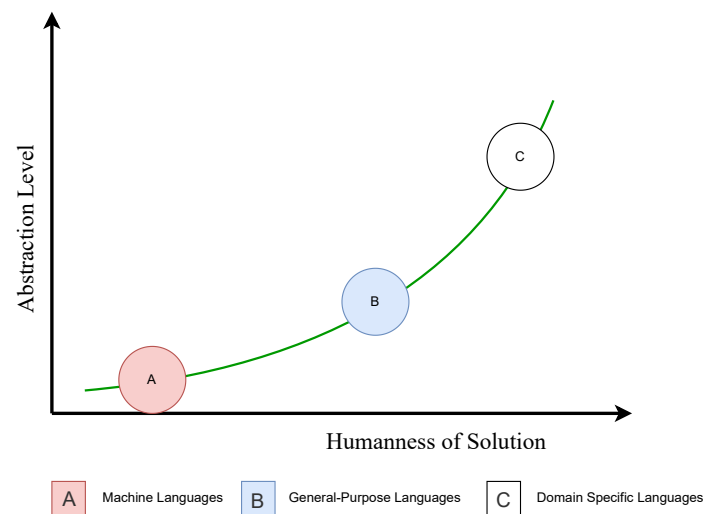 Abstraction Level
C
B
A
Humanness of Solution
A Machine Languages
B General-Purpose Languages
C Domain Specific Languages